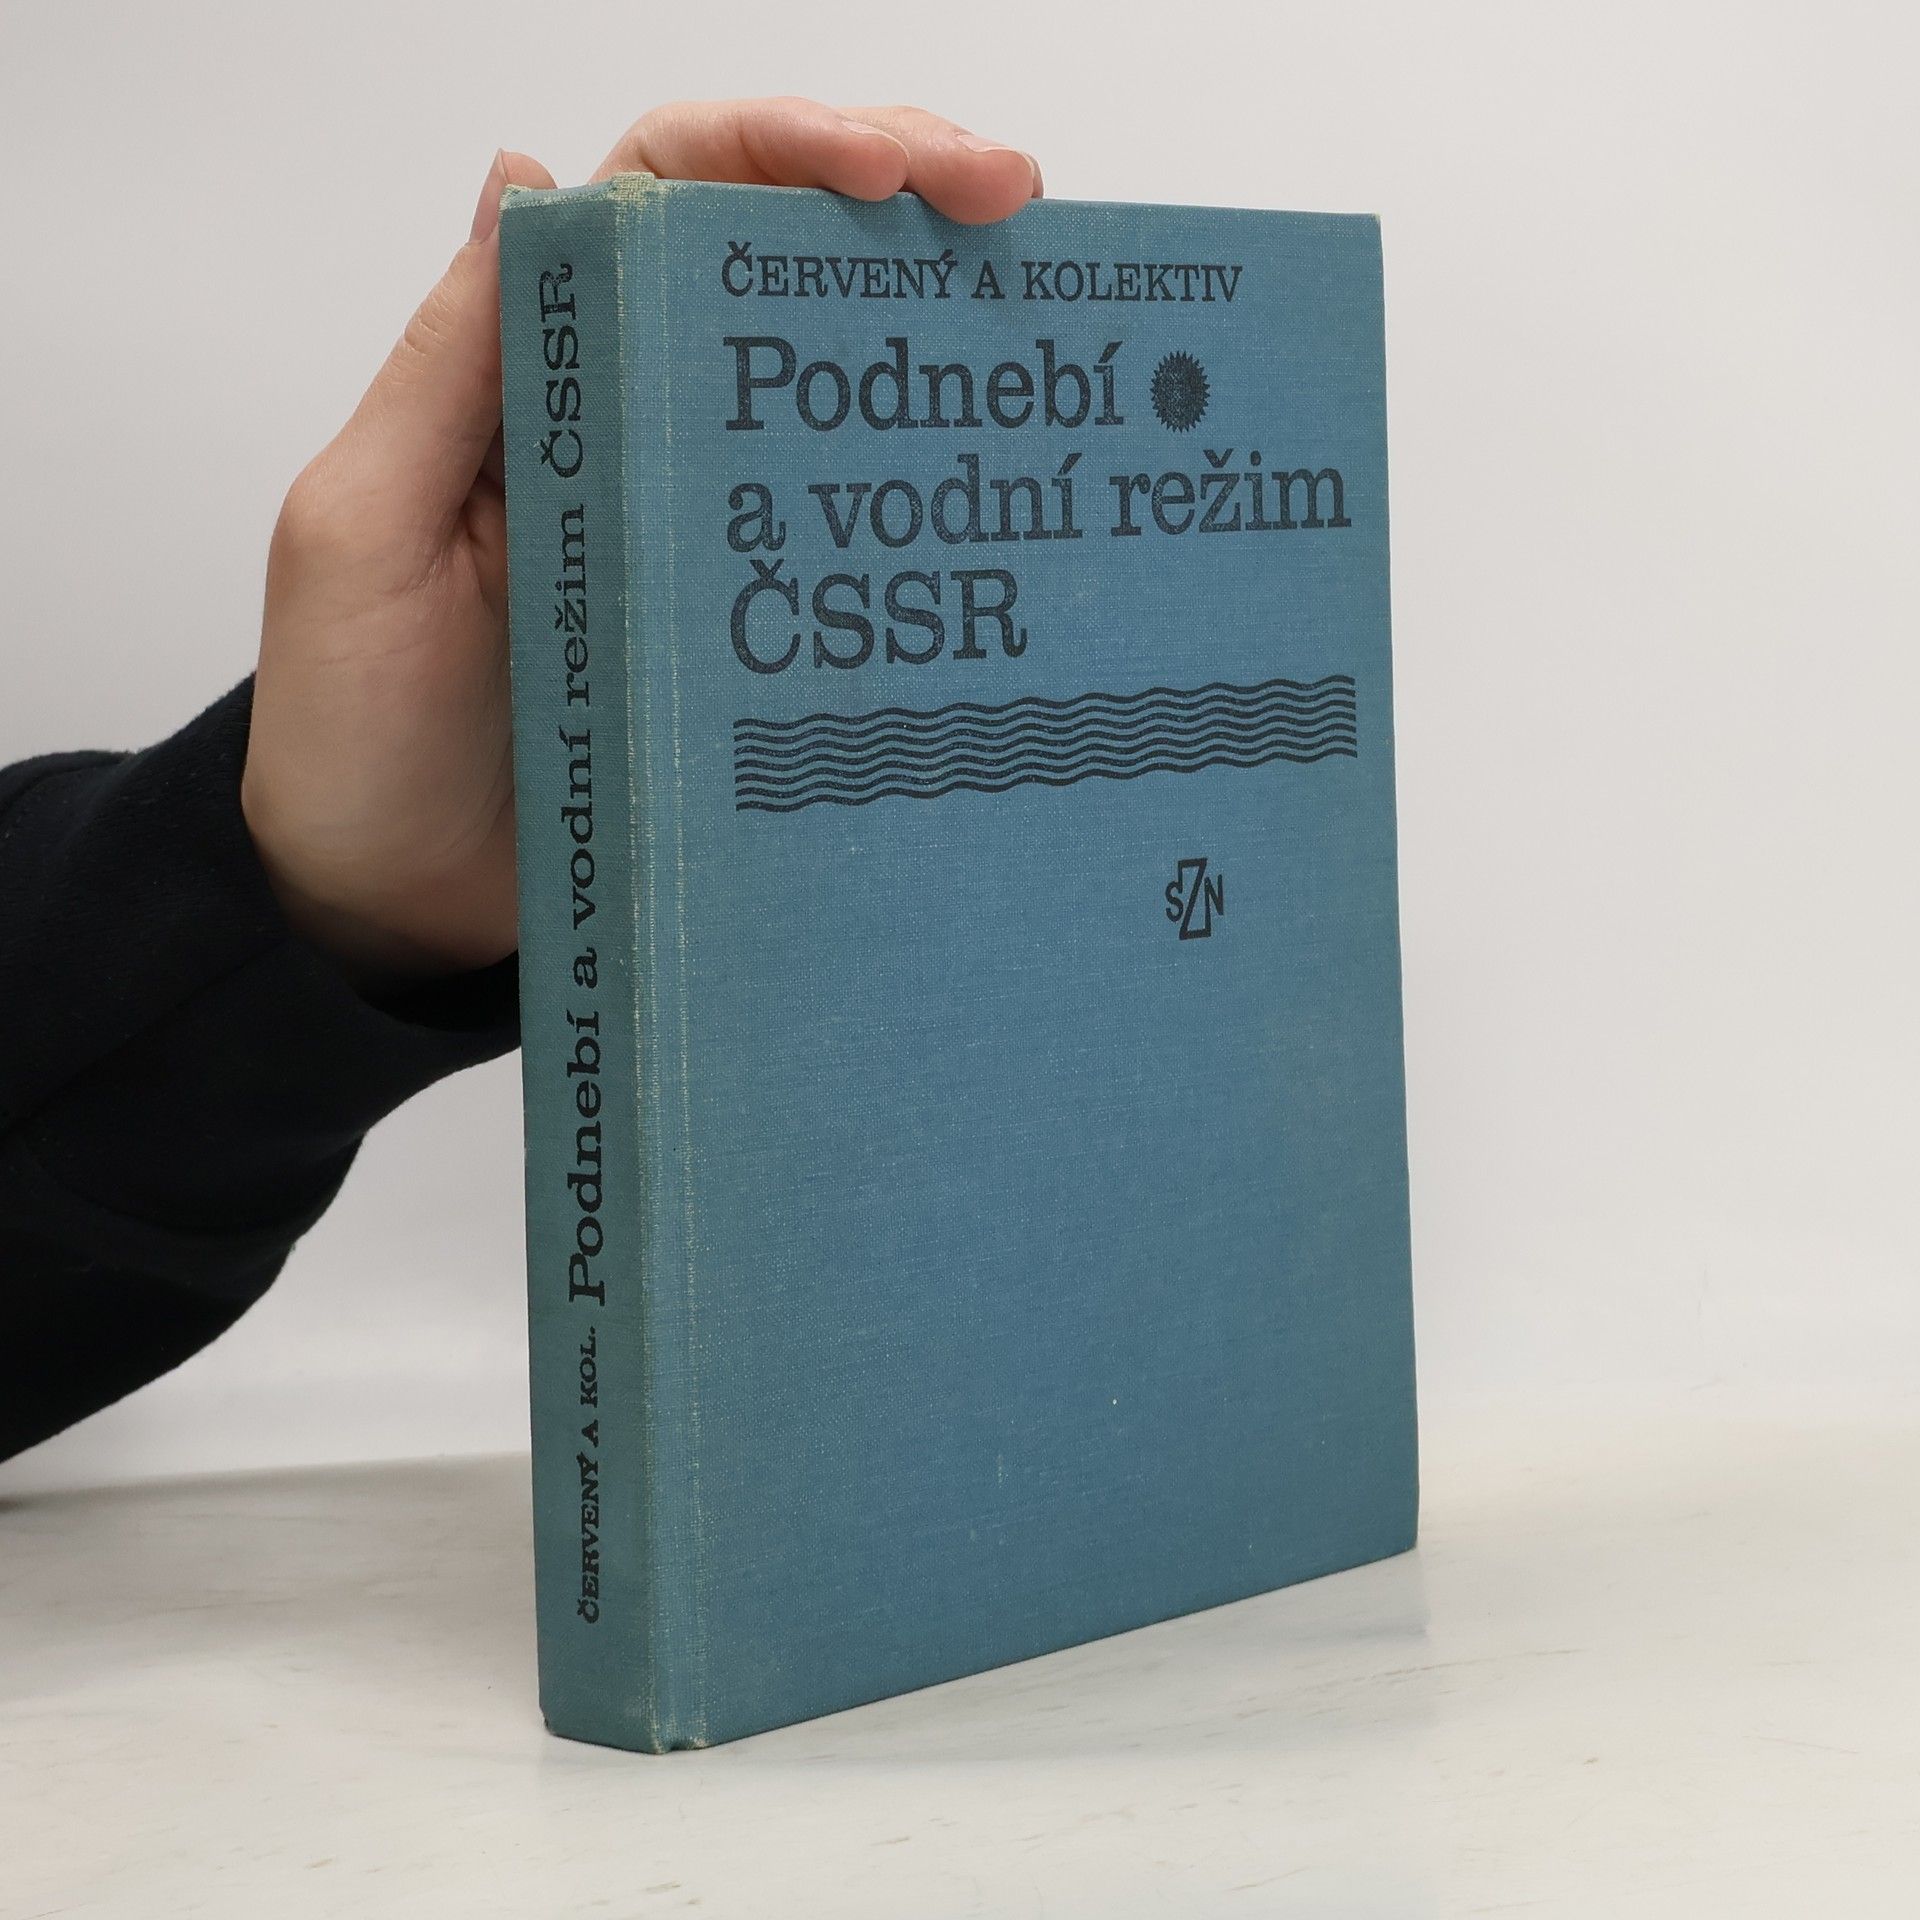 ČERVENÝ A KOLEKTIV
Podnebí
a vodní režim
ČSSR
SZN
ČERVENÝ A KOL. Podnebí a vodní režim ČSSR